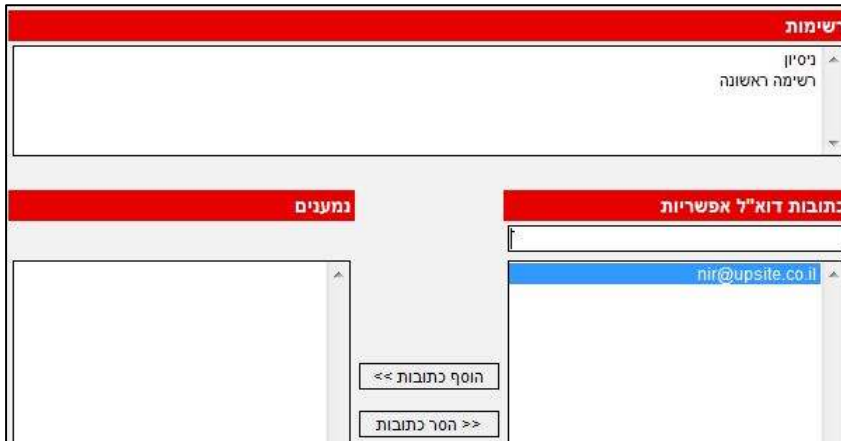 רשימות
ניסיון
רשימה ראשונה
כתובות דוא"ל אפשריות
נמענים
nir@upsite.co.il
הוסף כתובות >>
<< הסר כתובות